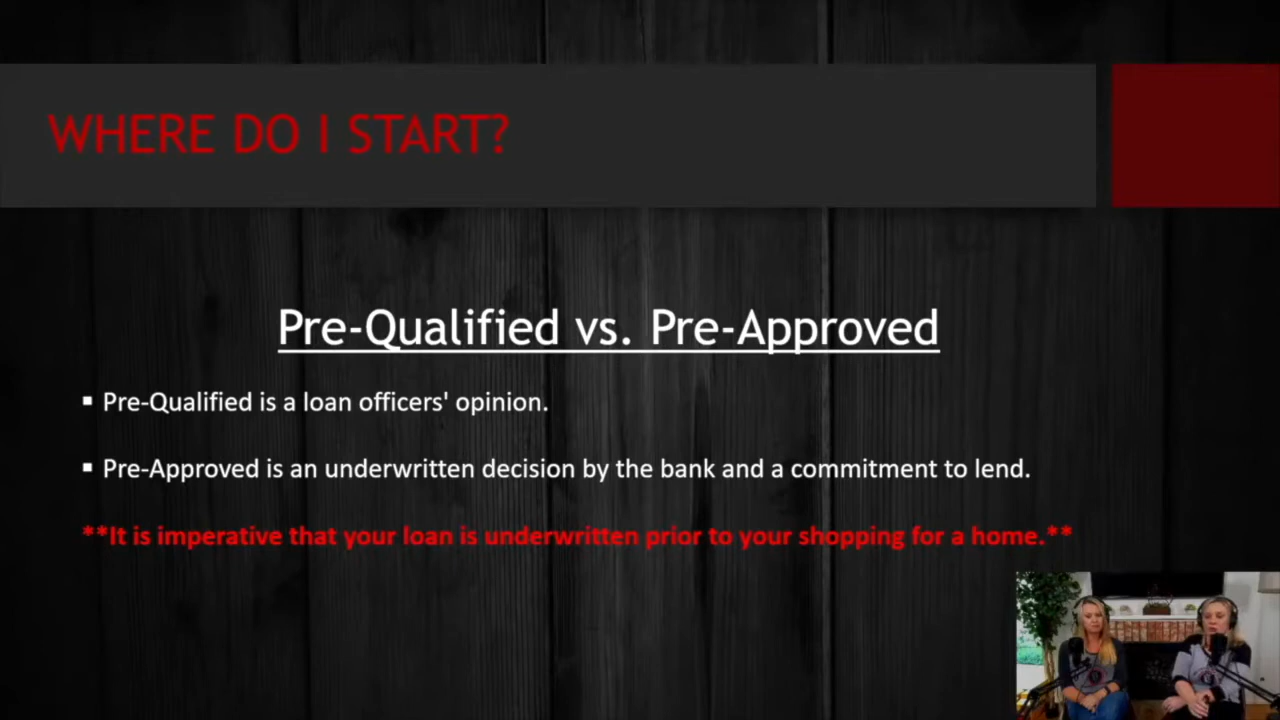 WHERE DO I START?
Pre-Qualified vs. Pre-Approved
▪ Pre-Qualified is a loan officers' opinion.
▪ Pre-Approved is an underwritten decision by the bank and a commitment to lend.
**It is imperative that your loan is underwritten prior to your shopping for a home.**